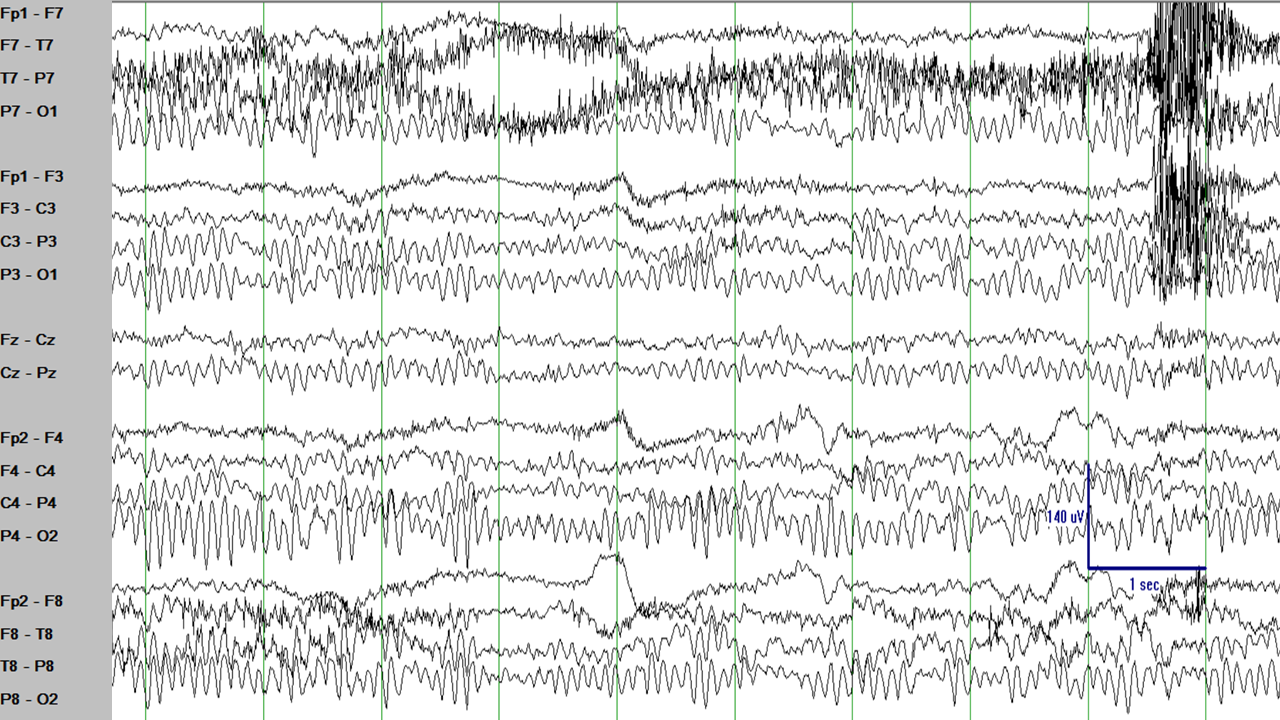 Fp1 - F7
F7 - T7
T7 - P7
P7 - O1
Fp1 - F3
F3 - C3
C3 - P3
P3 - O1
Fz - Cz
Cz - Pz
Fp2 - F4
F4 - C4
C4 - P4
P4 - O2
140 uV
1 sec
Fp2 - F8
F8 - T8
T8 - P8
P8 - O2